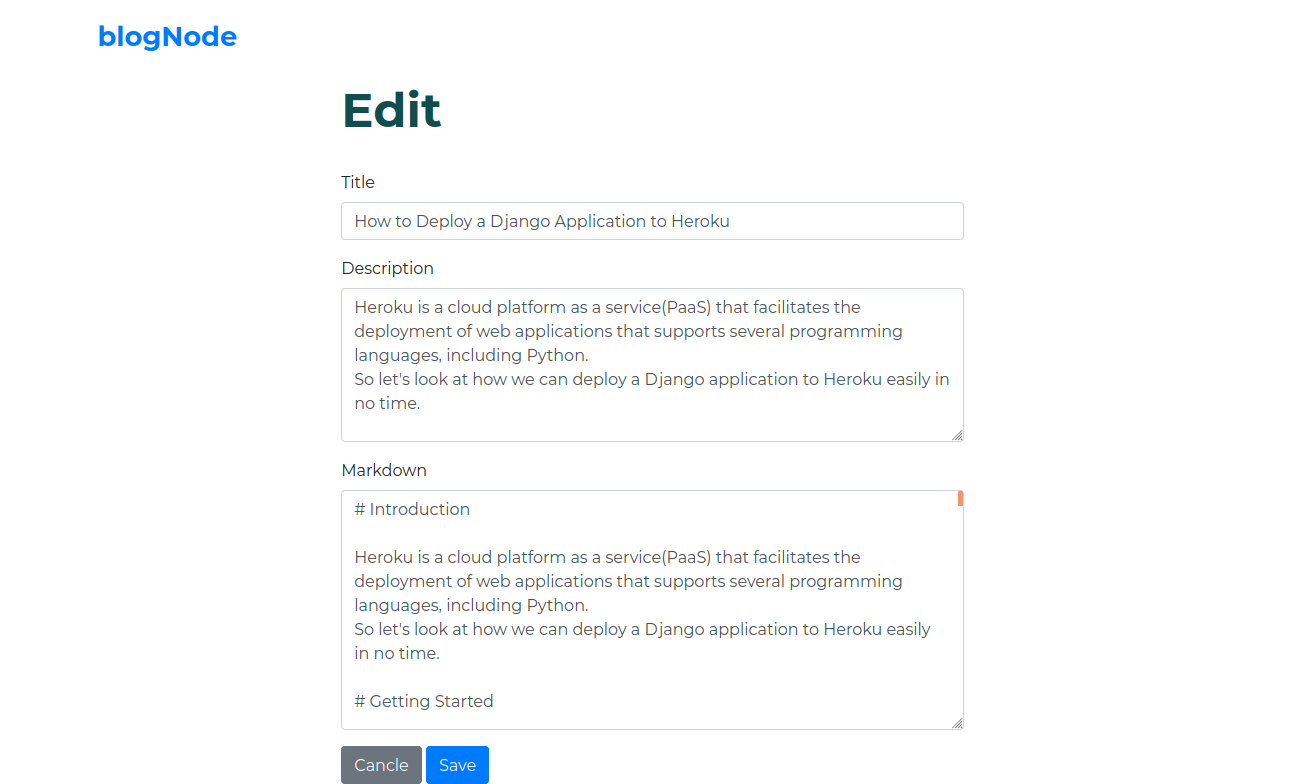 blogNode
Edit
Title
How to Deploy a Django Application to Heroku
Description
Heroku is a cloud platform as a service(PaaS) that facilitates the
deployment of web applications that supports several programming
languages, including Python.
So let's look at how we can deploy a Django application to Heroku easily in
no time.
Markdown
# Introduction
Heroku is a cloud platform as a service(PaaS) that facilitates the
deployment of web applications that supports several programming
languages, including Python.
So let's look at how we can deploy a Django application to Heroku easily
in no time.
# Getting Started
Cancle Save